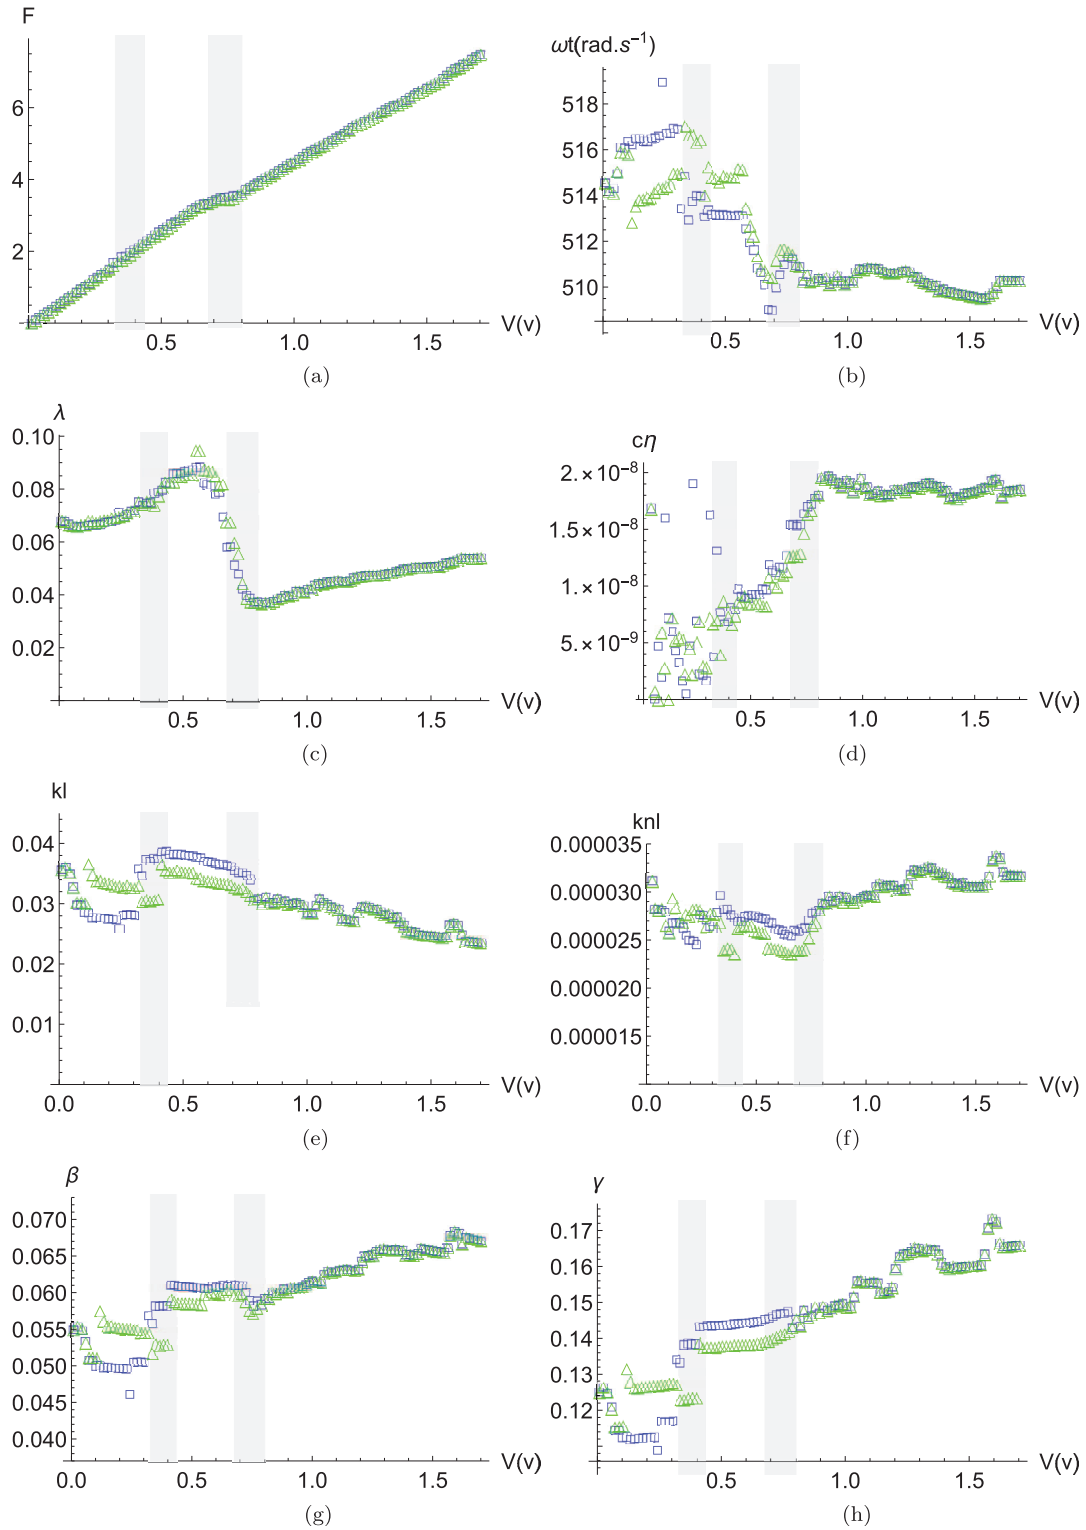 F
6
4
2
0.5 1.0 1.5 V(v)
(a)
ωt(rad.s⁻¹)
518
516
514
512
510
0.5 1.0 1.5 V(v)
(b)
λ
0.10
0.08
0.06
0.04
0.02
0.5 1.0 1.5 V(v)
(c)
cη
2.×10⁻⁸
1.5×10⁻⁸
1.×10⁻⁸
5.×10⁻⁹
0.5 1.0 1.5 V(v)
(d)
kl
0.04
0.03
0.02
0.01
0.0 0.5 1.0 1.5 V(v)
(e)
knl
0.000035
0.000030
0.000025
0.000020
0.000015
0.0 0.5 1.0 1.5 V(v)
(f)
β
0.070
0.065
0.060
0.055
0.050
0.045
0.040
0.0 0.5 1.0 1.5 V(v)
(g)
γ
0.17
0.16
0.15
0.14
0.13
0.12
0.5 1.0 1.5 V(v)
(h)